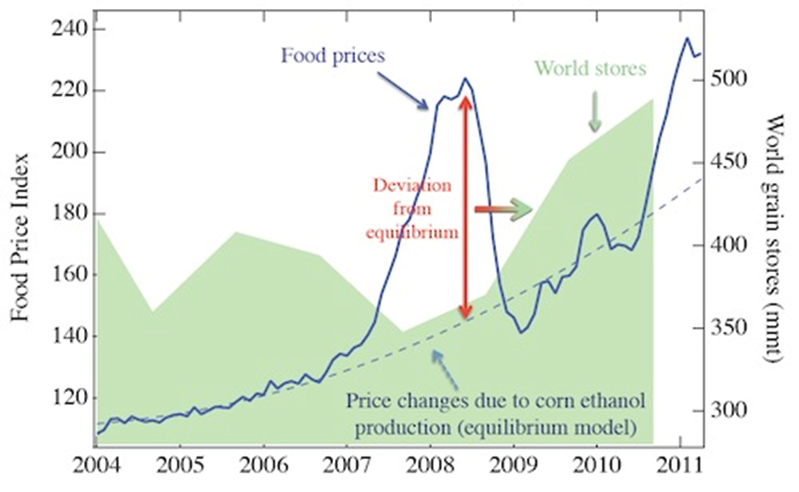 240
220
200
180
160
140
120
Food Price Index
Food prices
World stores
Deviation
from
equilibrium
Price changes due to corn ethanol
production (equilibrium model)
500
450
400
350
300
World grain stores (mmt)
2004 2005 2006 2007 2008 2009 2010 2011